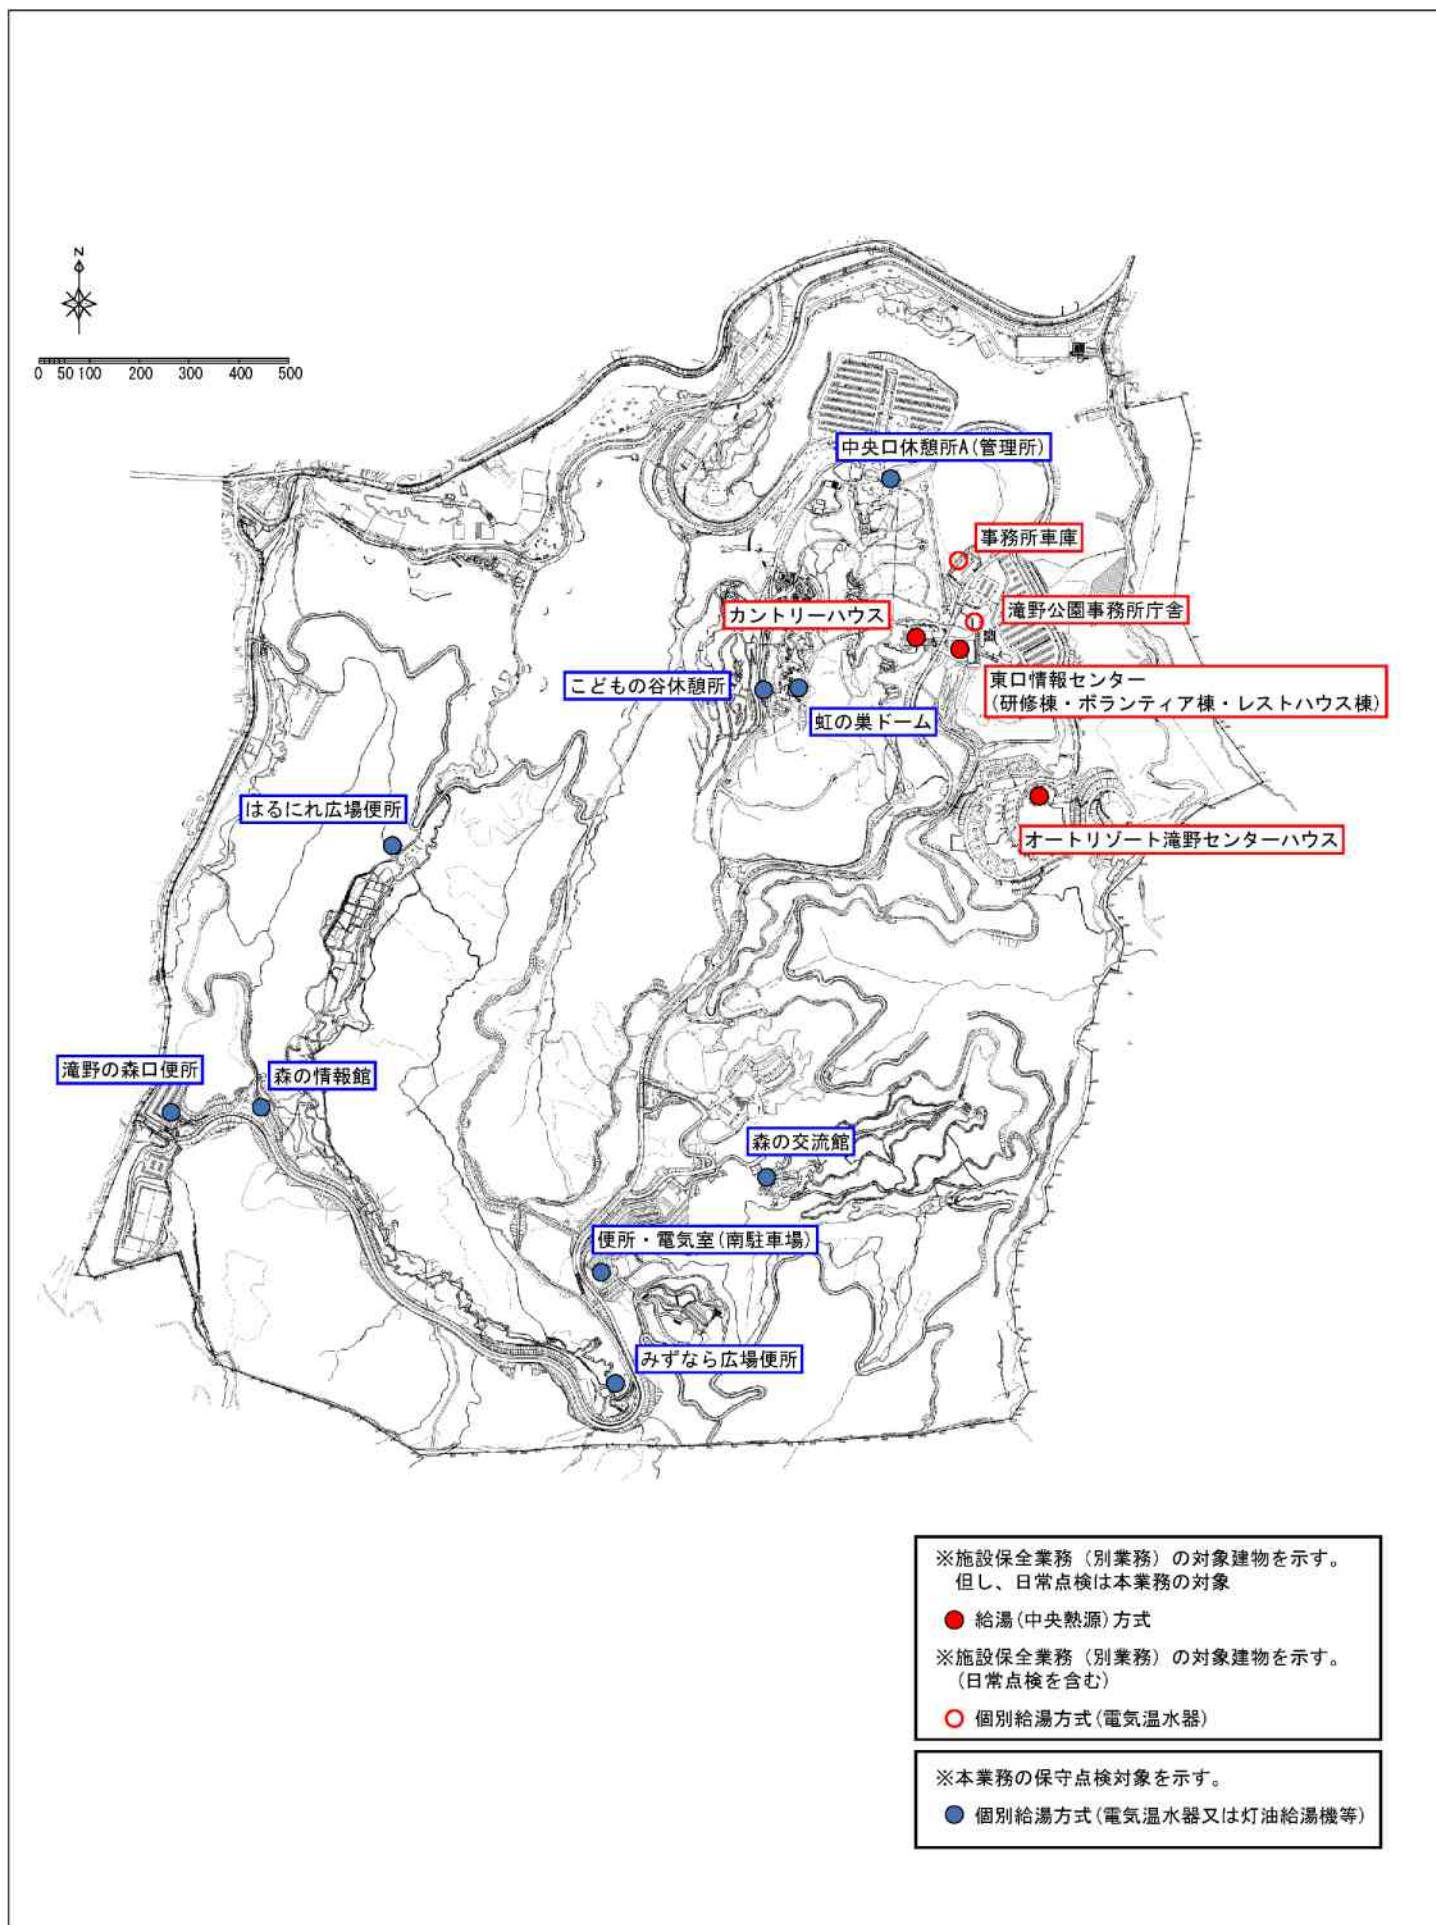 N
0 50 100 200 300 400 500
中央口休憩所A(管理所)
事務所車庫
滝野公園事務所庁舎
カントリーハウス
東口情報センター
(研修棟・ボランティア棟・レストハウス棟)
こどもの谷休憩所
虹の巣ドーム
はるにれ広場便所
オートリゾート滝野センターハウス
滝野の森口便所
森の情報館
森の交流館
便所・電気室(南駐車場)
みずなら広場便所
※施設保全業務（別業務）の対象建物を示す。
但し、日常点検は本業務の対象
給湯(中央熱源)方式
※施設保全業務（別業務）の対象建物を示す。
(日常点検を含む)
個別給湯方式(電気温水器)
※本業務の保守点検対象を示す。
個別給湯方式(電気温水器又は灯油給湯機等)